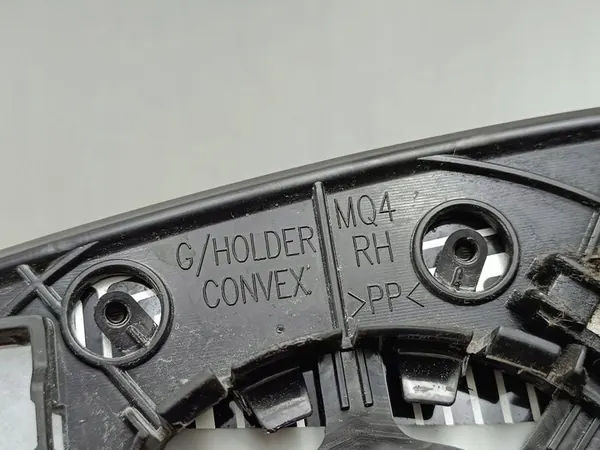 G/HOLDER
CONVEX
MQ4
RH
>PP<